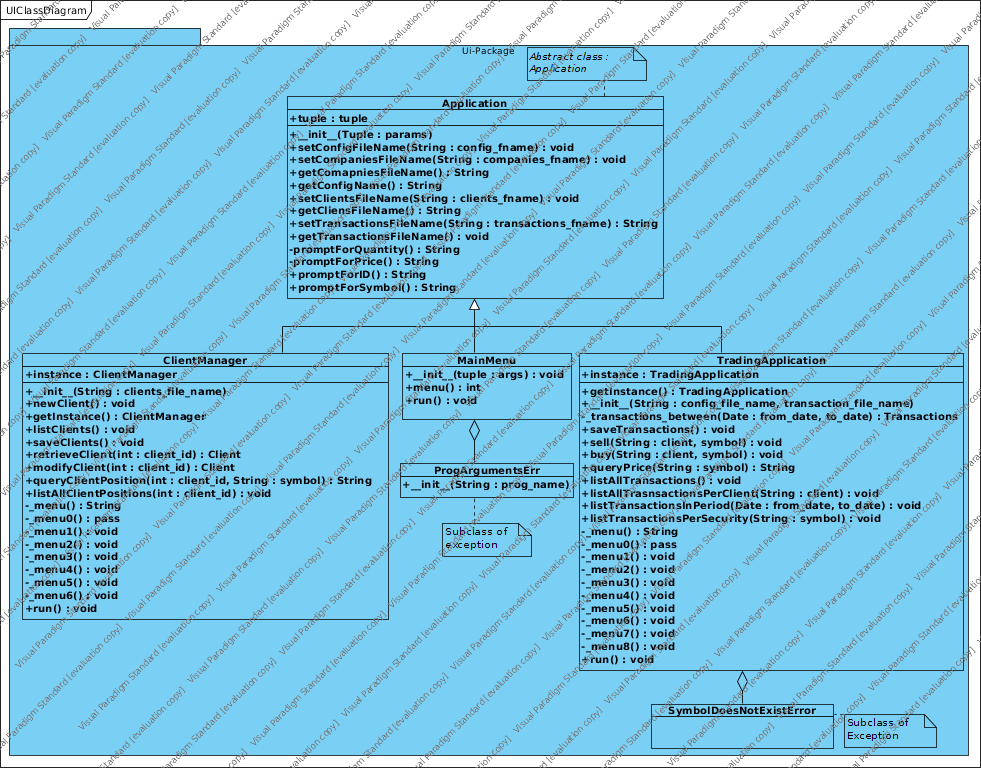 UIClassDiagram
Ui-Package
Abstract class :
Application
Application
+tuple : tuple
+__init__(Tuple : params)
+setConfigFileName(String : config_fname) : void
+setCompaniesFileName(String : companies_fname) : void
+getComapniesFileName() : String
+getConfigName() : String
+setClientsFileName(String : clients_fname) : void
+getCliensFileName() : String
+setTransactionsFileName(String : transactions_fname) : String
+getTransactionsFileName() : void
-promptForQuantity() : String
-promptForPrice() : String
+promptForID() : String
+promptForSymbol() : String
ClientManager
+instance : ClientManager
+__init__(String : clients_file_name)
+newClient() : void
+getInstance() : ClientManager
+listClients() : void
+saveClients() : void
+retrieveClient(int : client_id) : Client
+modifyClient(int : client_id) : Client
+queryClientPosition(int : client_id, String : symbol) : String
+listAllClientPositions(int : client_id) : void
-_menu() : String
-_menu0() : pass
-_menu1() : void
-_menu2() : void
-_menu3() : void
-_menu4() : void
-_menu5() : void
-_menu6() : void
+run() : void
MainMenu
+__init__(tuple : args) : void
+menu() : int
+run() : void
ProgArgumentsErr
+__init__(String : prog_name)
Subclass of
exception
TradingApplication
+instance : TradingApplication
+getinstance() : TradingApplication
+__init__(String : config_file_name, transaction_file_name)
-_transactions_between(Date : from_date, to_date) : Transactions
+saveTransactions() : void
+sell(String : client, symbol) : void
+buy(String : client, symbol) : void
+queryPrice(String : symbol) : String
+listAllTransactions() : void
+listAllTrasnsactionsPerClient(String : client) : void
+listTransactionsInPeriod(Date : from_date, to_date) : void
+listTransactionsPerSecurity(String : symbol) : void
-_menu() : String
-_menu0() : pass
-_menu1() : void
-_menu2() : void
-_menu3() : void
-_menu4() : void
-_menu5() : void
-_menu6() : void
-_menu7() : void
-_menu8() : void
+run() : void
SymbolDoesNotExistError
Subclass of
Exception
Visual Paradigm Standard [evaluation copy]